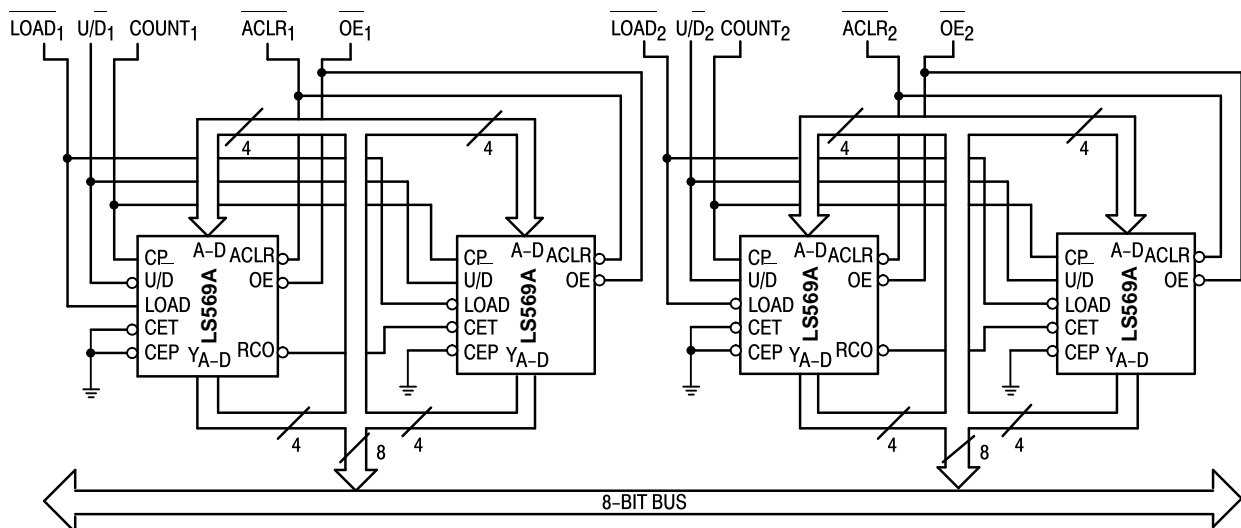 LOAD1 U/D1 COUNT1 ACLR1 OE1 LOAD2 U/D2 COUNT2 ACLR2 OE2
4 4 4 4
CP A–D ACLR
U/D OE
LOAD
CET
CEP YA–D RCO
LS569A
CP A–D ACLR
U/D OE
LOAD
CET
CEP YA–D
LS569A
CP A–D ACLR
U/D OE
LOAD
CET
CEP YA–D RCO
LS569A
CP A–D ACLR
U/D OE
LOAD
CET
CEP YA–D
LS569A
4 8 4 4 8 4
8-BIT BUS